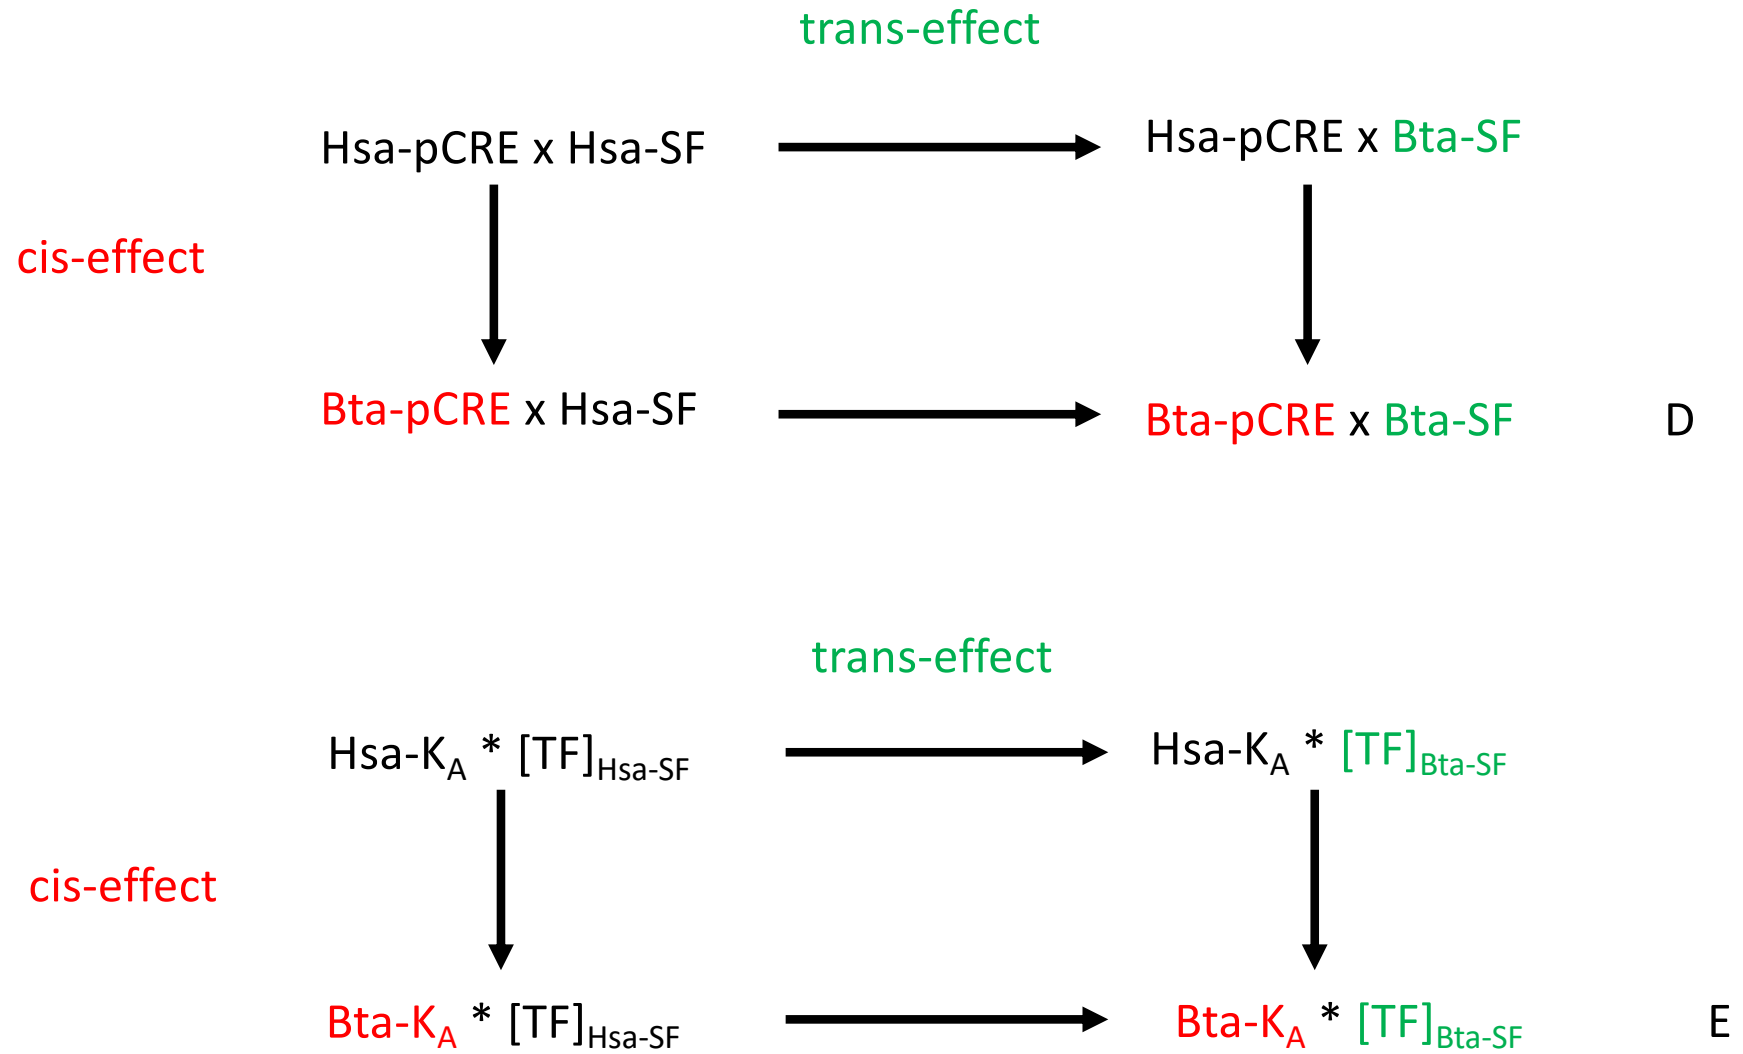 trans-effect
Hsa-pCRE x Hsa-SF
Hsa-pCRE x Bta-SF
cis-effect
Bta-pCRE x Hsa-SF
Bta-pCRE x Bta-SF
D
trans-effect
Hsa-KA * [TF]Hsa-SF
Hsa-KA * [TF]Bta-SF
cis-effect
Bta-KA * [TF]Hsa-SF
Bta-KA * [TF]Bta-SF
E